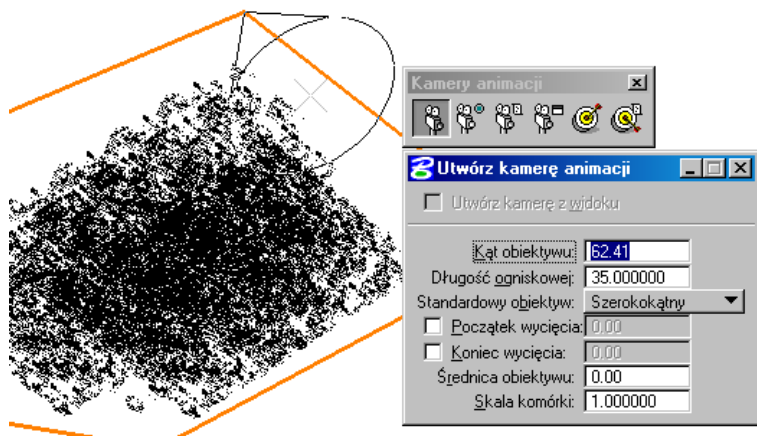 Kamery animacji
Utwórz kamerę animacji
Utwórz kamerę z widoku
Kąt obiektywu: 62.41
Długość ogniskowej: 35.000000
Standardowy obiektyw: Szerokokątny
Początek wycięcia: 0.00
Koniec wycięcia: 0.00
Średnica obiektywu: 0.00
Skala komórki: 1.000000